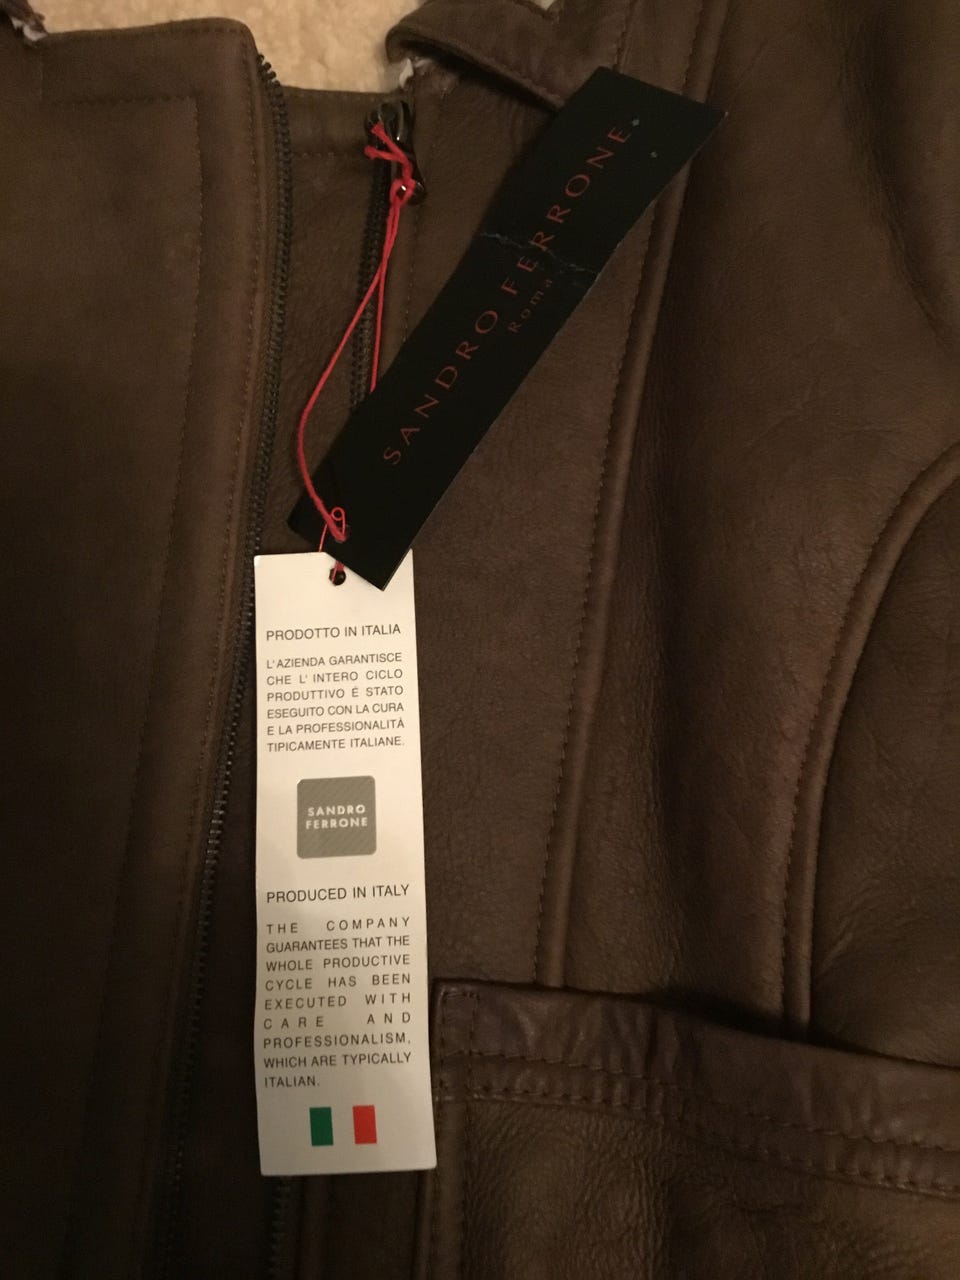 SANDRO FERRONE
Roma
PRODOTTO IN ITALIA
L'AZIENDA GARANTISCE
CHE L' INTERO CICLO
PRODUTTIVO É STATO
ESEGUITO CON LA CURA
E LA PROFESSIONALITÀ
TIPICAMENTE ITALIANE.
SANDRO
FERRONE
PRODUCED IN ITALY
THE COMPANY
GUARANTEES THAT THE
WHOLE PRODUCTIVE
CYCLE HAS BEEN
EXECUTED WITH
CARE AND
PROFESSIONALISM,
WHICH ARE TYPICALLY
ITALIAN.